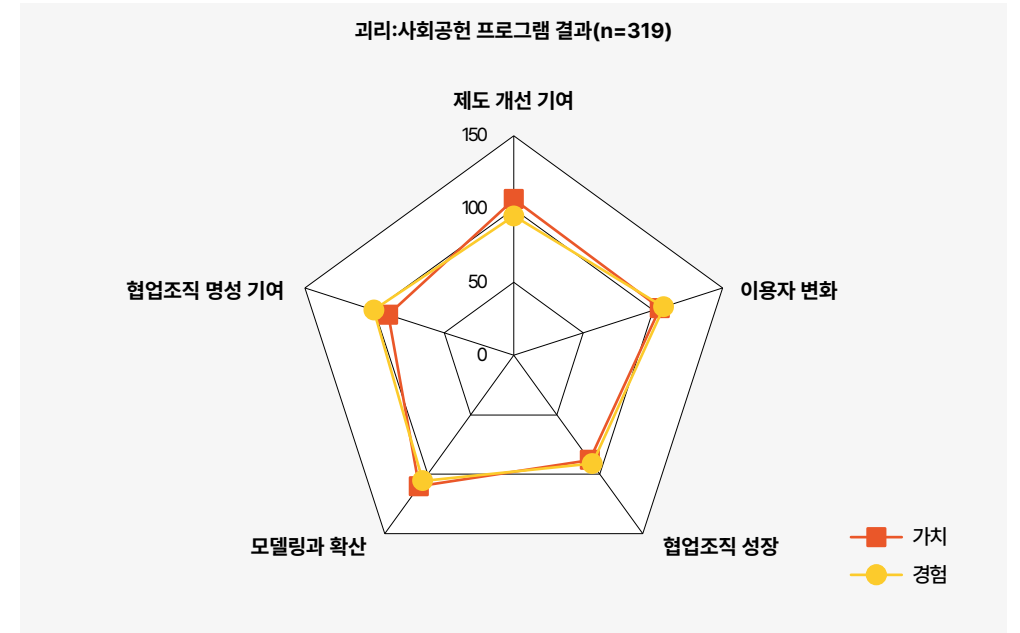 괴리:사회공헌 프로그램 결과(n=319)
제도 개선 기여
150
100
50
0
협업조직 명성 기여
이용자 변화
모델링과 확산
협업조직 성장
가치
경험